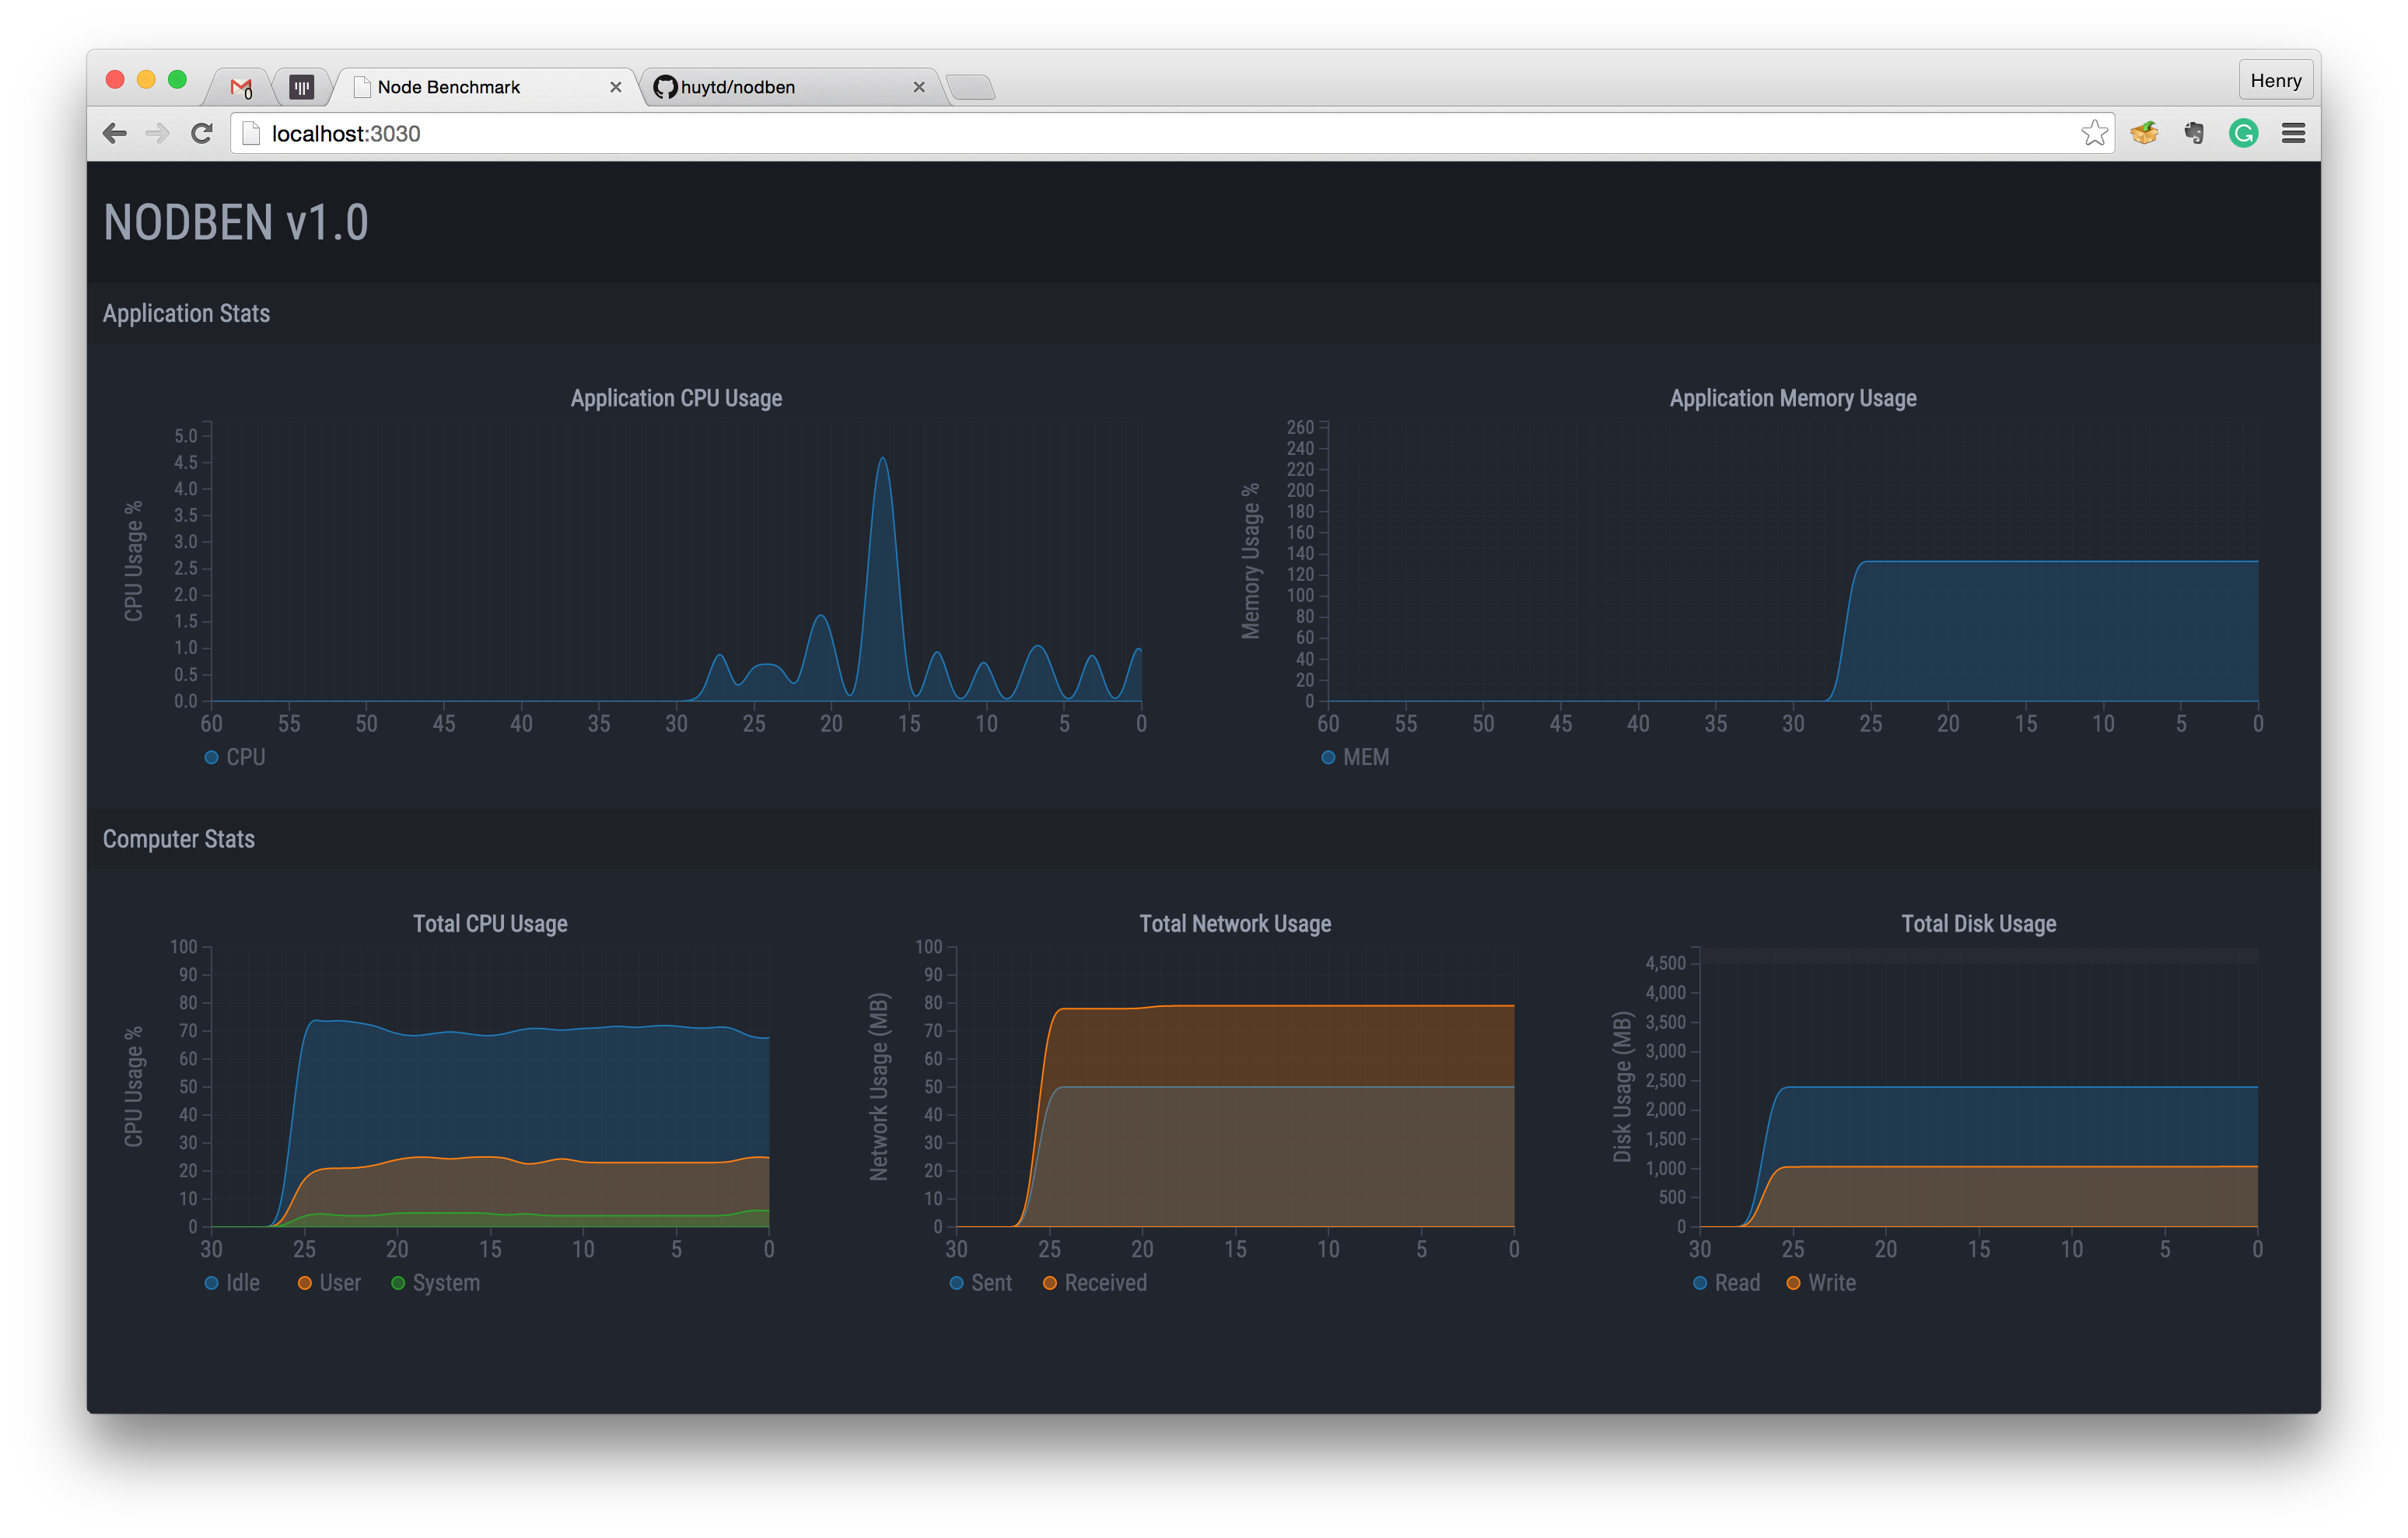 0
Node Benchmark
huytd/nodben
Henry
localhost:3030
NODBEN v1.0
Application Stats
Application CPU Usage
CPU Usage %
5.0
4.5
4.0
3.5
3.0
2.5
2.0
1.5
1.0
0.5
0.0
60 55 50 45 40 35 30 25 20 15 10 5 0
CPU
Application Memory Usage
Memory Usage %
260
240
220
200
180
160
140
120
100
80
60
40
20
0
60 55 50 45 40 35 30 25 20 15 10 5 0
MEM
Computer Stats
Total CPU Usage
CPU Usage %
100
90
80
70
60
50
40
30
20
10
0
30 25 20 15 10 5 0
Idle User System
Total Network Usage
Network Usage (MB)
100
90
80
70
60
50
40
30
20
10
0
30 25 20 15 10 5 0
Sent Received
Total Disk Usage
Disk Usage (MB)
4,500
4,000
3,500
3,000
2,500
2,000
1,500
1,000
500
0
30 25 20 15 10 5 0
Read Write